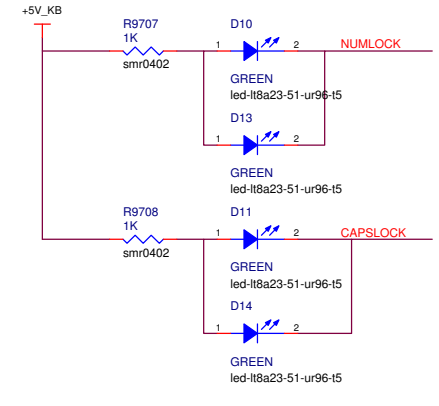 +5V_KB
R9707
1K
smr0402
D10
1 2
GREEN
led-lt8a23-51-ur96-t5
NUMLOCK
D13
1 2
GREEN
led-lt8a23-51-ur96-t5
R9708
1K
smr0402
D11
1 2
GREEN
led-lt8a23-51-ur96-t5
CAPSLOCK
D14
1 2
GREEN
led-lt8a23-51-ur96-t5